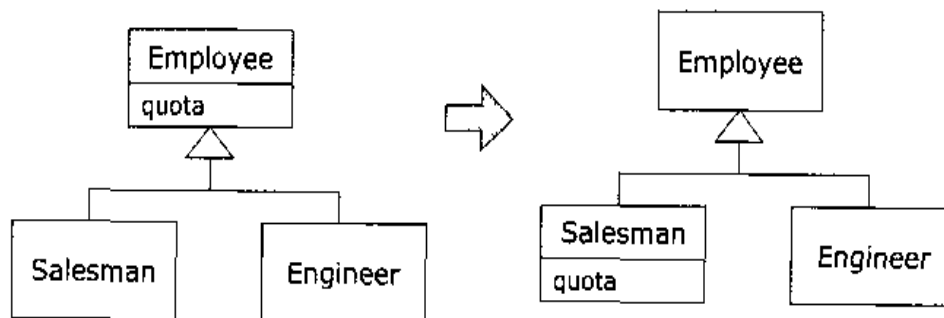 Employee
quota
Salesman
Engineer
Employee
Salesman
quota
Engineer